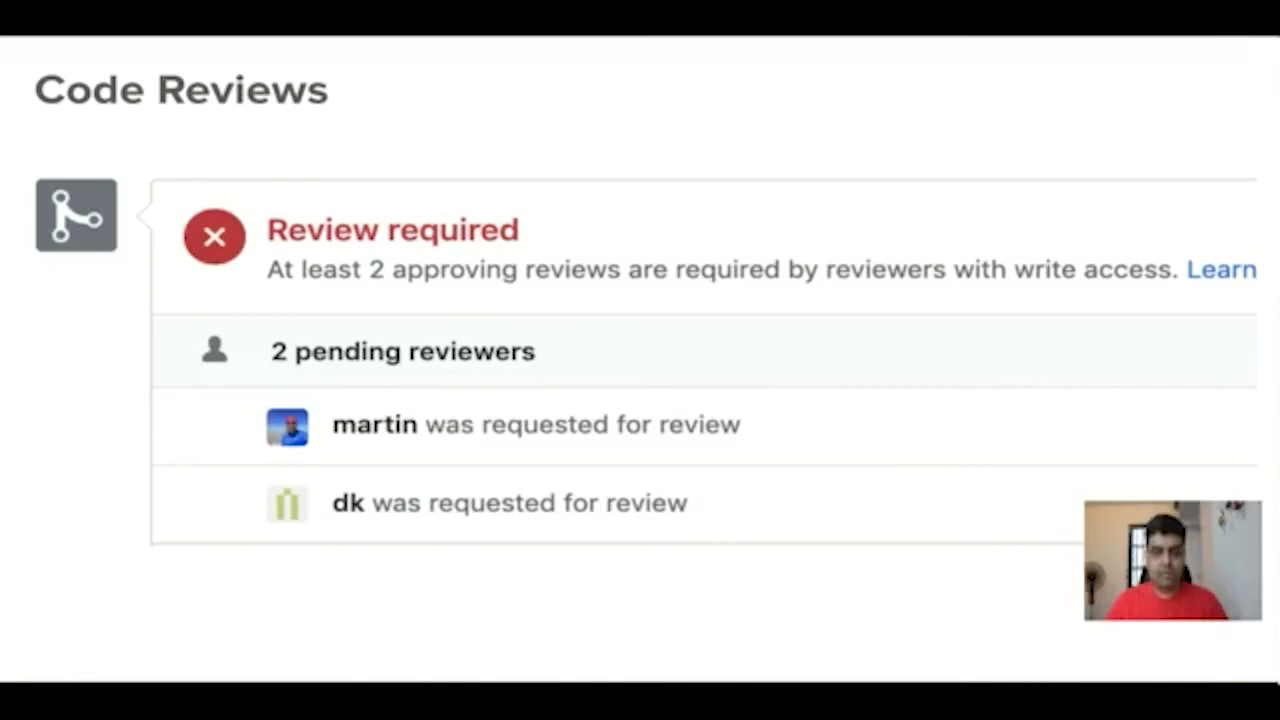 Code Reviews
Review required
At least 2 approving reviews are required by reviewers with write access. Learn
2 pending reviewers
martin was requested for review
dk was requested for review